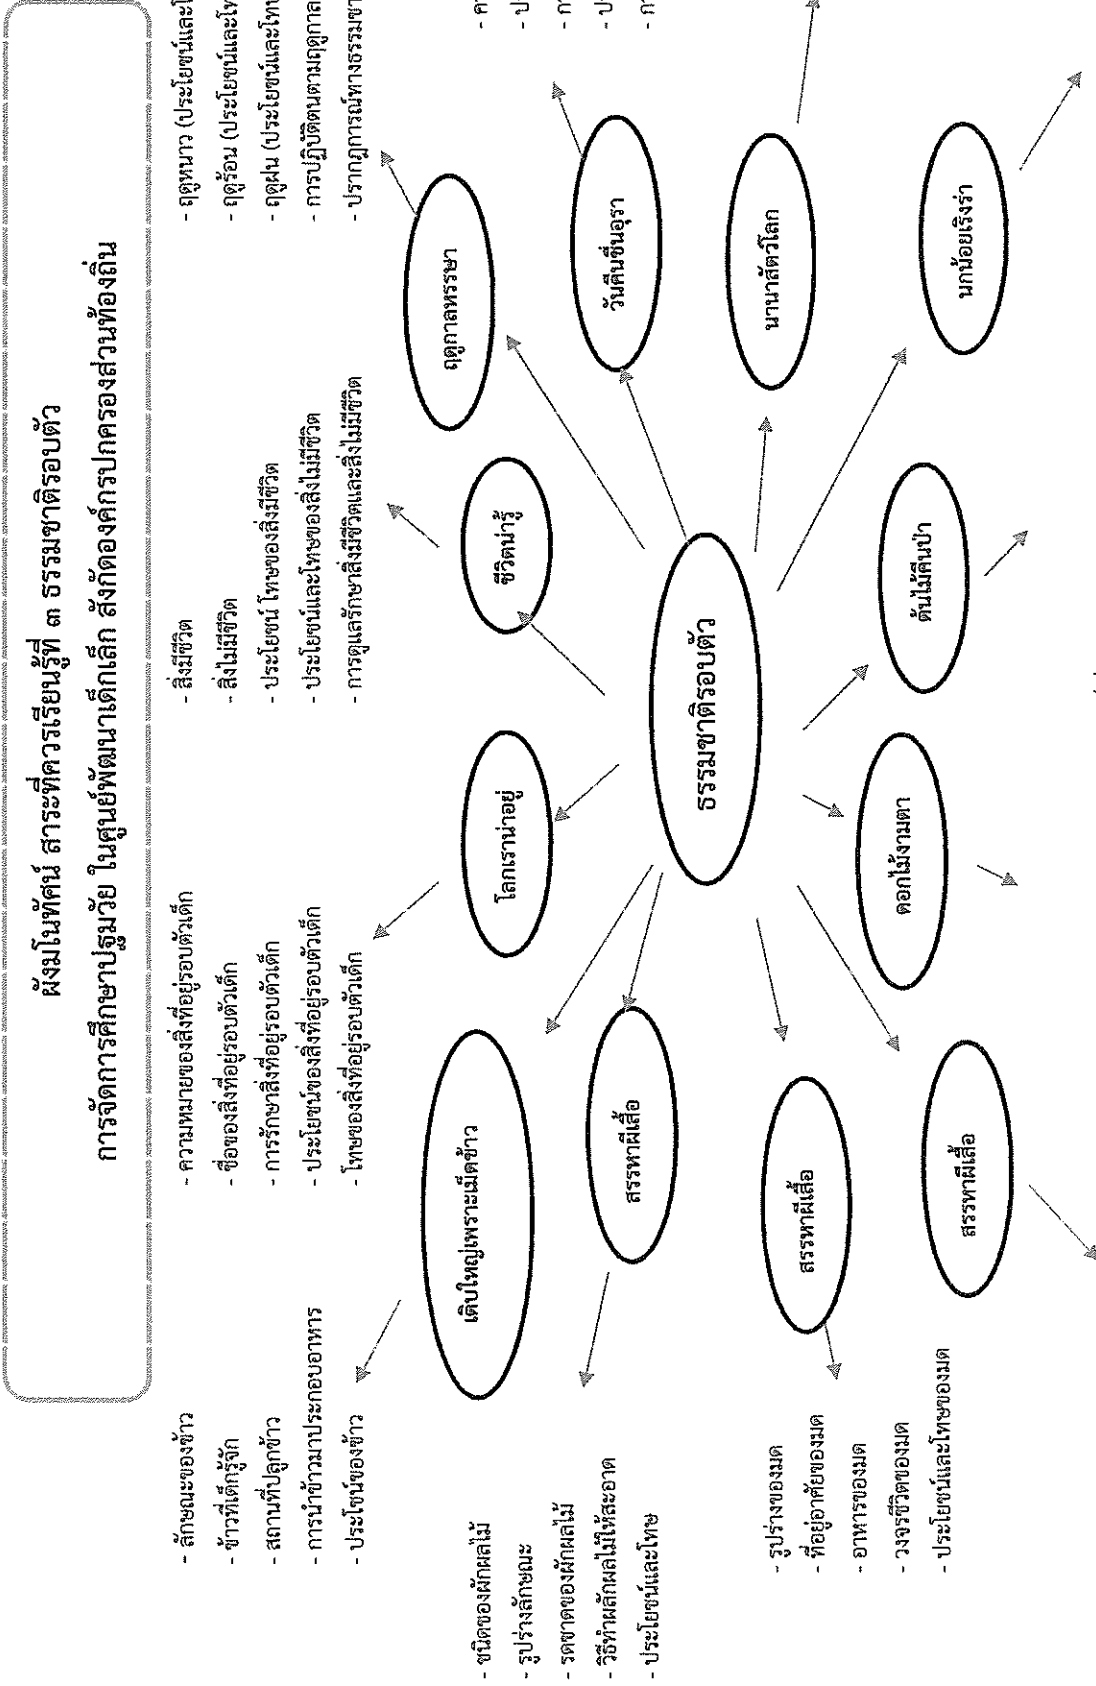 ผังมโนทัศน์ สาระที่ควรเรียนรู้ที่ ๓ ธรรมชาติรอบตัว
การจัดการศึกษาปฐมวัย ในศูนย์พัฒนาเด็กเล็ก สังกัดองค์กรปกครองส่วนท้องถิ่น
- ลักษณะของข้าว
- ข้าวที่เด็กรู้จัก
- สถานที่ปลูกข้าว
- การนำข้าวมาประกอบอาหาร
- ประโยชน์ของข้าว
- ความหมายของสิ่งที่อยู่รอบตัวเด็ก
- ชื่อของสิ่งที่อยู่รอบตัวเด็ก
- การรักษาสิ่งที่อยู่รอบตัวเด็ก
- ประโยชน์ของสิ่งที่อยู่รอบตัวเด็ก
- โทษของสิ่งที่อยู่รอบตัวเด็ก
- สิ่งมีชีวิต
- สิ่งไม่มีชีวิต
- ประโยชน์ โทษของสิ่งมีชีวิต
- ประโยชน์และโทษของสิ่งไม่มีชีวิต
- การดูแลรักษาสิ่งมีชีวิตและสิ่งไม่มีชีวิต
- ฤดูหนาว (ประโยชน์และ
- ฤดูร้อน (ประโยชน์และ
- ฤดูฝน (ประโยชน์และโทษ
- การปฏิบัติตนตามฤดูกาล
- ปรากฏการณ์ทางธรรมชา
เติบใหญ่เพราะเม็ดข้าว
โลกเราน่าอยู่
ชีวิตน่ารู้
ฤดูกาลหรรษา
- ชนิดของผักผลไม้
- รูปร่างลักษณะ
- รสชาดของผักผลไม้
- วิธีทำผลักผลไม้ให้สะอาด
- ประโยชน์และโทษ
สรรหาผีเสื้อ
วันคืนชื่นอุรา
ธรรมชาติรอบตัว
นานาสัตว์โลก
- รูปร่างของมด
- ที่อยู่อาศัยของมด
- อาหารของมด
- วงจรชีวิตของมด
- ประโยชน์และโทษของมด
สรรหาผีเสื้อ
ดอกไม้งามตา
ต้นไม้คืนป่า
นกน้อยเริงร่า
สรรหาผีเสื้อ